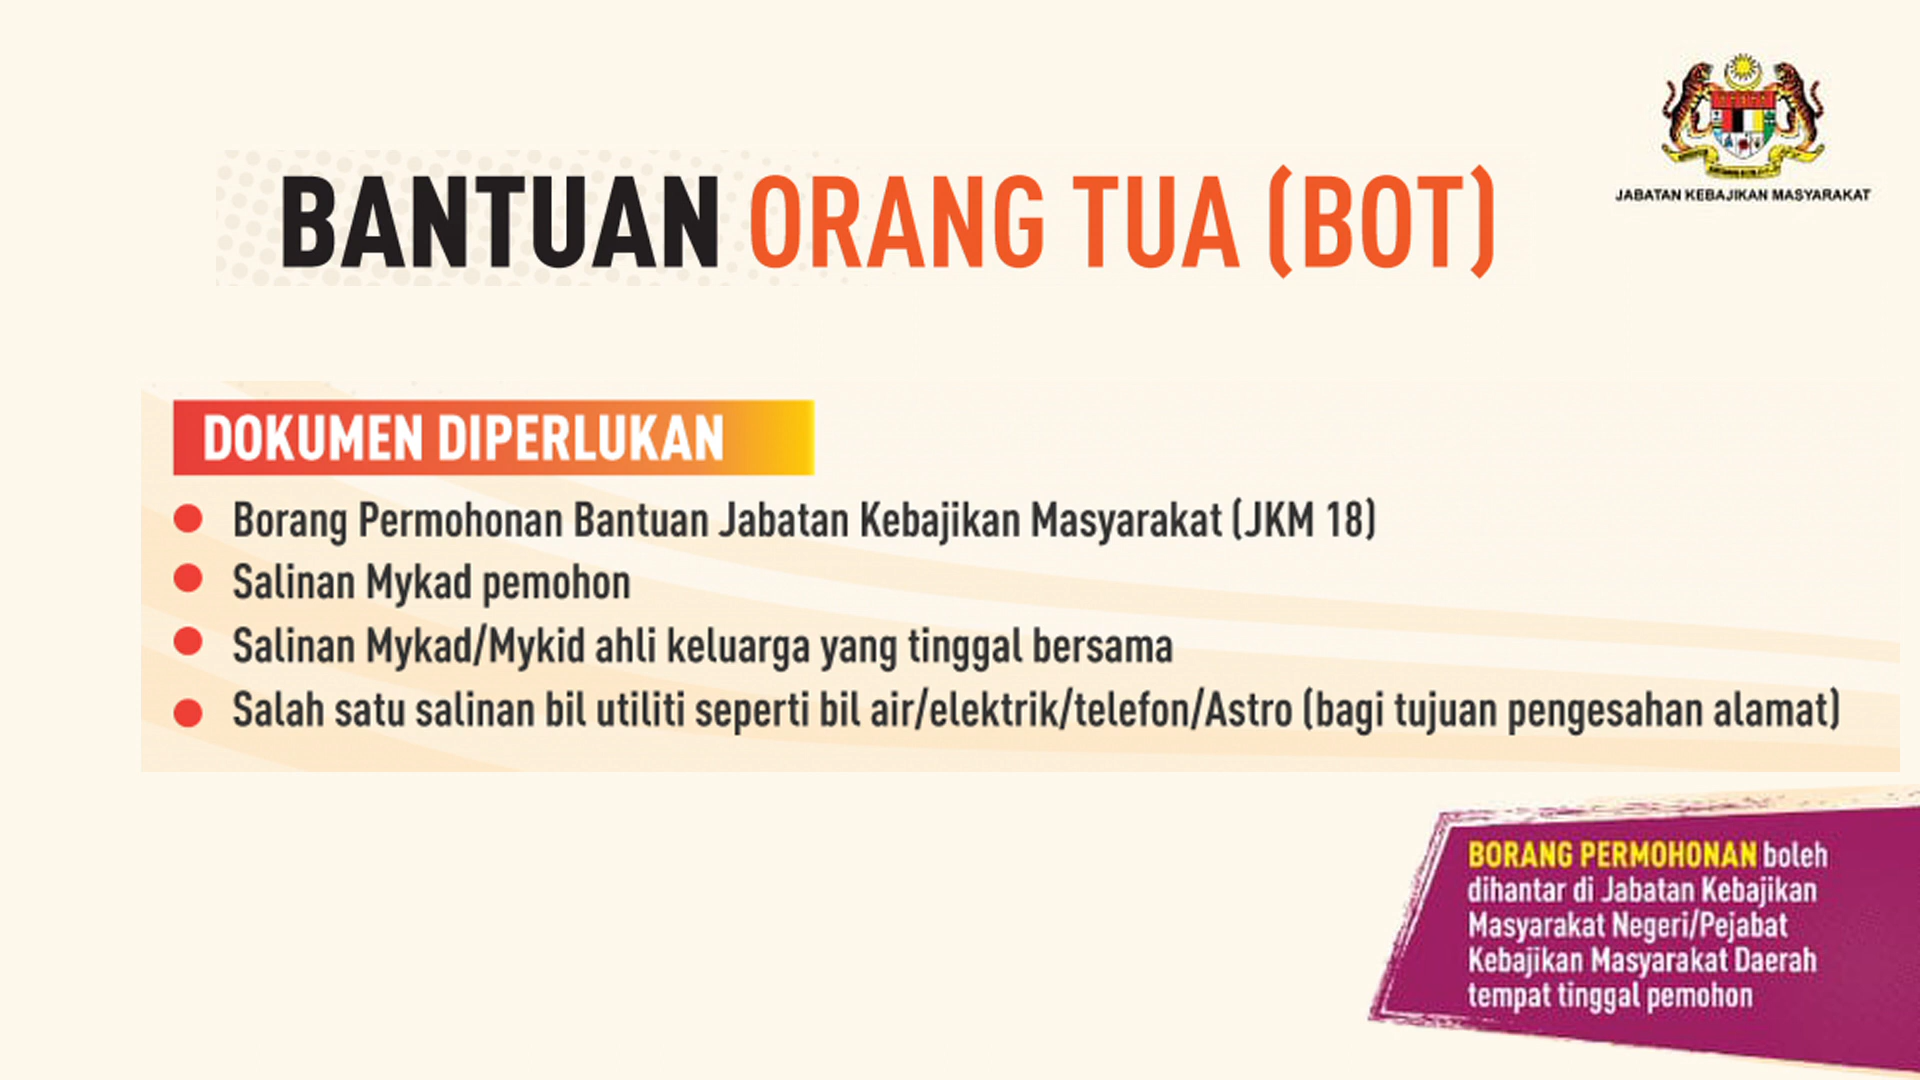 JABATAN KEBAJIKAN MASYARAKAT
BANTUAN ORANG TUA (BOT)
DOKUMEN DIPERLUKAN
Borang Permohonan Bantuan Jabatan Kebajikan Masyarakat (JKM 18)
Salinan Mykad pemohon
Salinan Mykad/Mykid ahli keluarga yang tinggal bersama
Salah satu salinan bil utiliti seperti bil air/elektrik/telefon/Astro (bagi tujuan pengesahan alamat)
BORANG PERMOHONAN boleh
dihantar di Jabatan Kebajikan
Masyarakat Negeri/Pejabat
Kebajikan Masyarakat Daerah
tempat tinggal pemohon